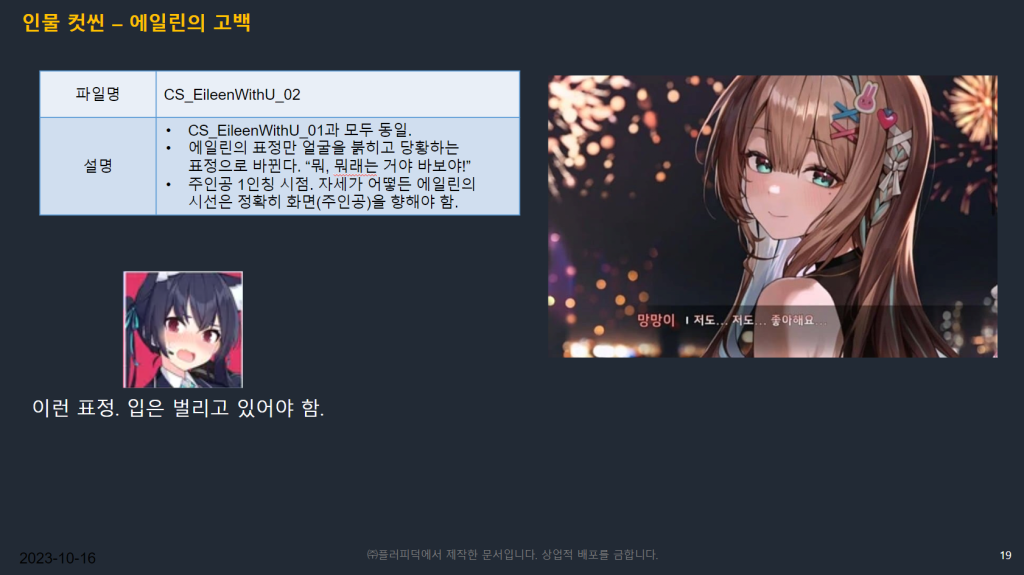 인물 컷씬 – 에일린의 고백
파일명
CS_EileenWithU_02
설명
• CS_EileenWithU_01과 모두 동일.
• 에일린의 표정만 얼굴을 붉히고 당황하는
표정으로 바뀐다. “뭐, 뭐래는 거야 바보야!”
• 주인공 1인칭 시점. 자세가 어떻든 에일린의
시선은 정확히 화면(주인공)을 향해야 함.
망망이 I 저도... 저도... 좋아해요...
이런 표정. 입은 벌리고 있어야 함.
2023-10-16
㈜플러피덕에서 제작한 문서입니다. 상업적 배포를 금합니다.
19